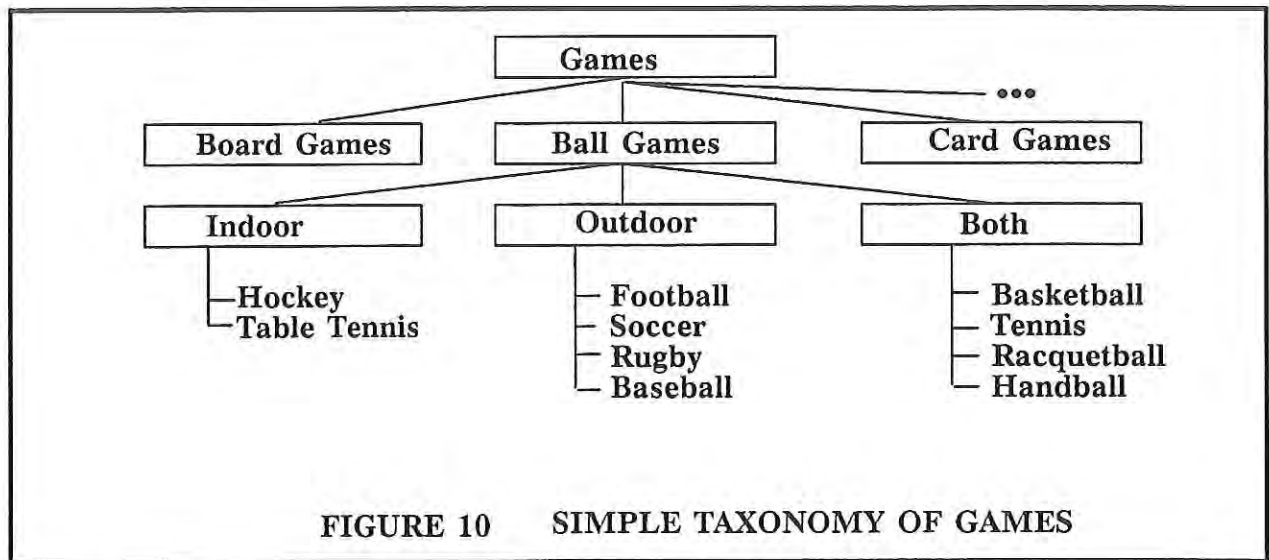 Games
•••
Board Games
Ball Games
Card Games
Indoor
Outdoor
Both
Hockey
Table Tennis
Football
Soccer
Rugby
Baseball
Basketball
Tennis
Racquetball
Handball
FIGURE 10 SIMPLE TAXONOMY OF GAMES